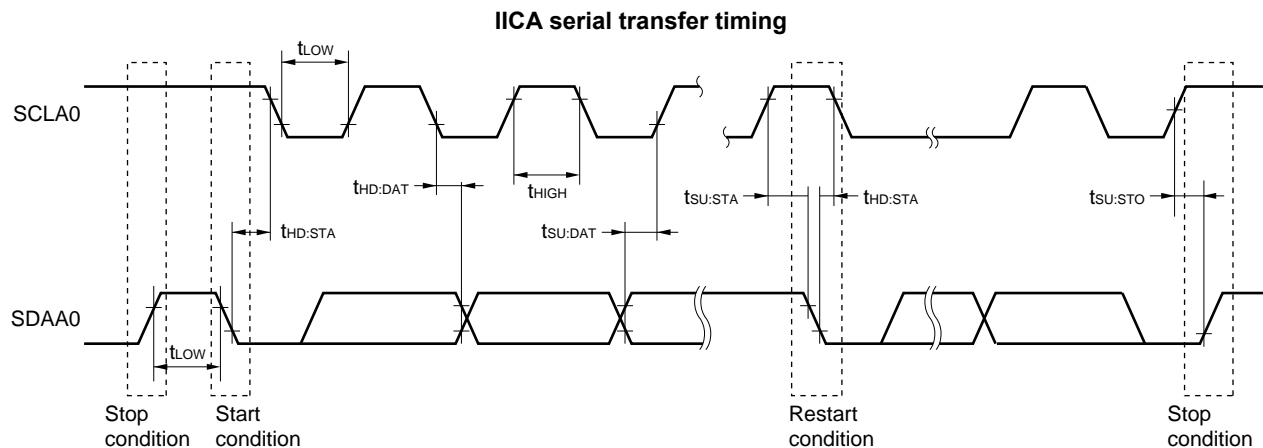 IICA serial transfer timing
tLOW
SCLA0
tHD:DAT
tHIGH
tSU:STA
tHD:STA
tSU:STO
tHD:STA
tSU:DAT
SDAA0
tLOW
Stop
condition
Start
condition
Restart
condition
Stop
condition